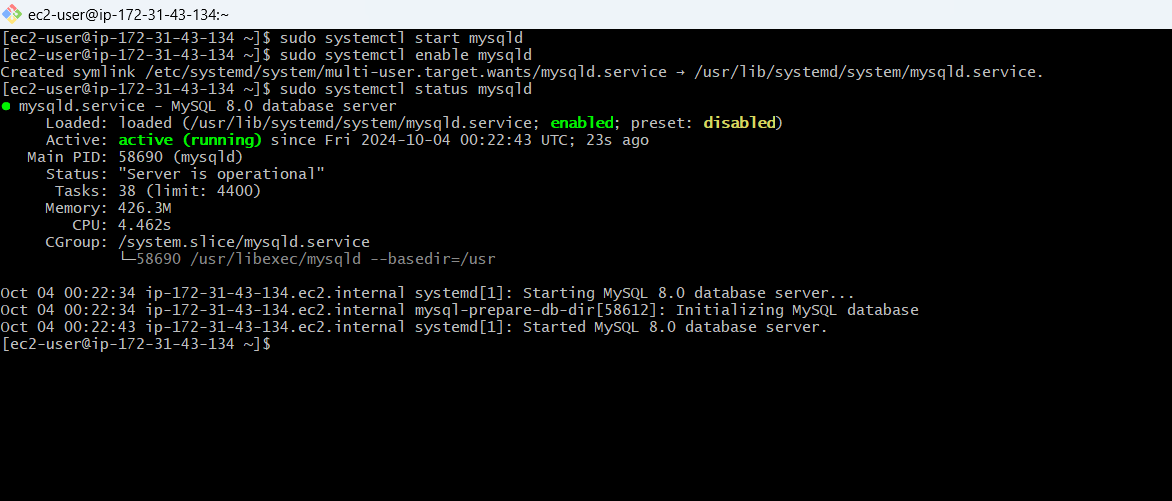 ec2-user@ip-172-31-43-134:~
[ec2-user@ip-172-31-43-134 ~]$ sudo systemctl start mysqld
[ec2-user@ip-172-31-43-134 ~]$ sudo systemctl enable mysqld
Created symlink /etc/systemd/system/multi-user.target.wants/mysqld.service → /usr/lib/systemd/system/mysqld.service.
[ec2-user@ip-172-31-43-134 ~]$ sudo systemctl status mysqld
● mysqld.service - MySQL 8.0 database server
     Loaded: loaded (/usr/lib/systemd/system/mysqld.service; enabled; preset: disabled)
     Active: active (running) since Fri 2024-10-04 00:22:43 UTC; 23s ago
   Main PID: 58690 (mysqld)
     Status: "Server is operational"
      Tasks: 38 (limit: 4400)
     Memory: 426.3M
        CPU: 4.462s
     CGroup: /system.slice/mysqld.service
             └─58690 /usr/libexec/mysqld --basedir=/usr

Oct 04 00:22:34 ip-172-31-43-134.ec2.internal systemd[1]: Starting MySQL 8.0 database server...
Oct 04 00:22:34 ip-172-31-43-134.ec2.internal mysql-prepare-db-dir[58612]: Initializing MySQL database
Oct 04 00:22:43 ip-172-31-43-134.ec2.internal systemd[1]: Started MySQL 8.0 database server.
[ec2-user@ip-172-31-43-134 ~]$